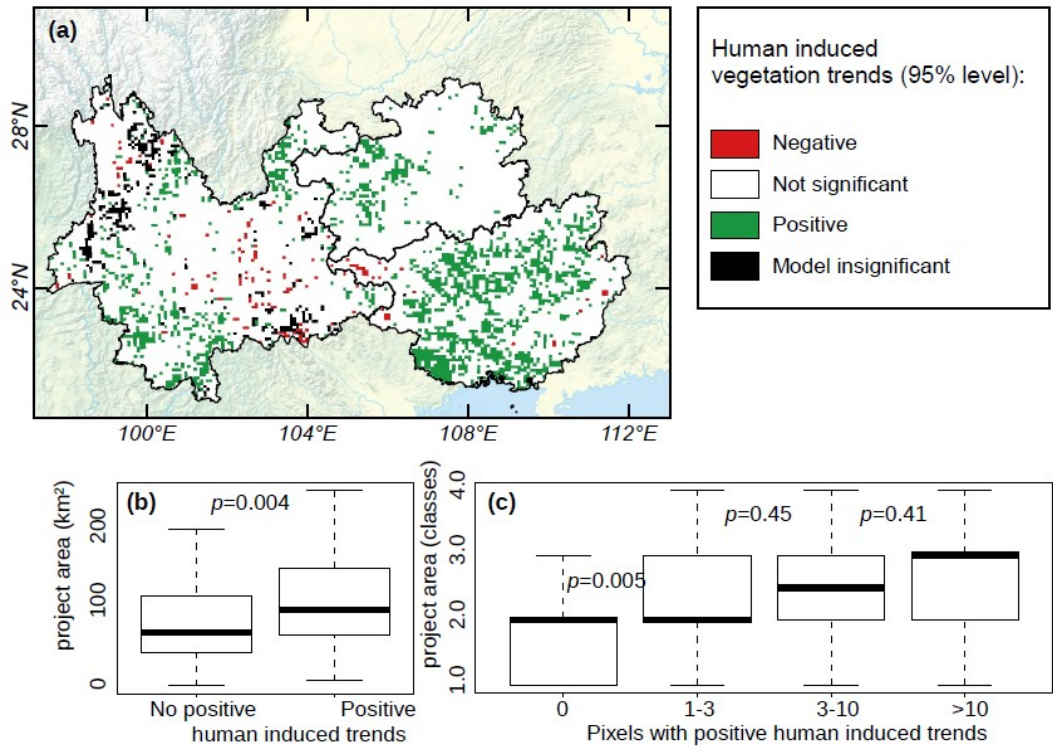 (a)
28°N
24°N
100°E 104°E 108°E 112°E
Human induced
vegetation trends (95% level):
Negative
Not significant
Positive
Model insignificant
(b)
p=0.004
project area (km²)
0 100 200
No positive Positive
human induced trends
(c)
p=0.005
p=0.45
p=0.41
project area (classes)
1.0 2.0 3.0 4.0
0 1-3 3-10 >10
Pixels with positive human induced trends